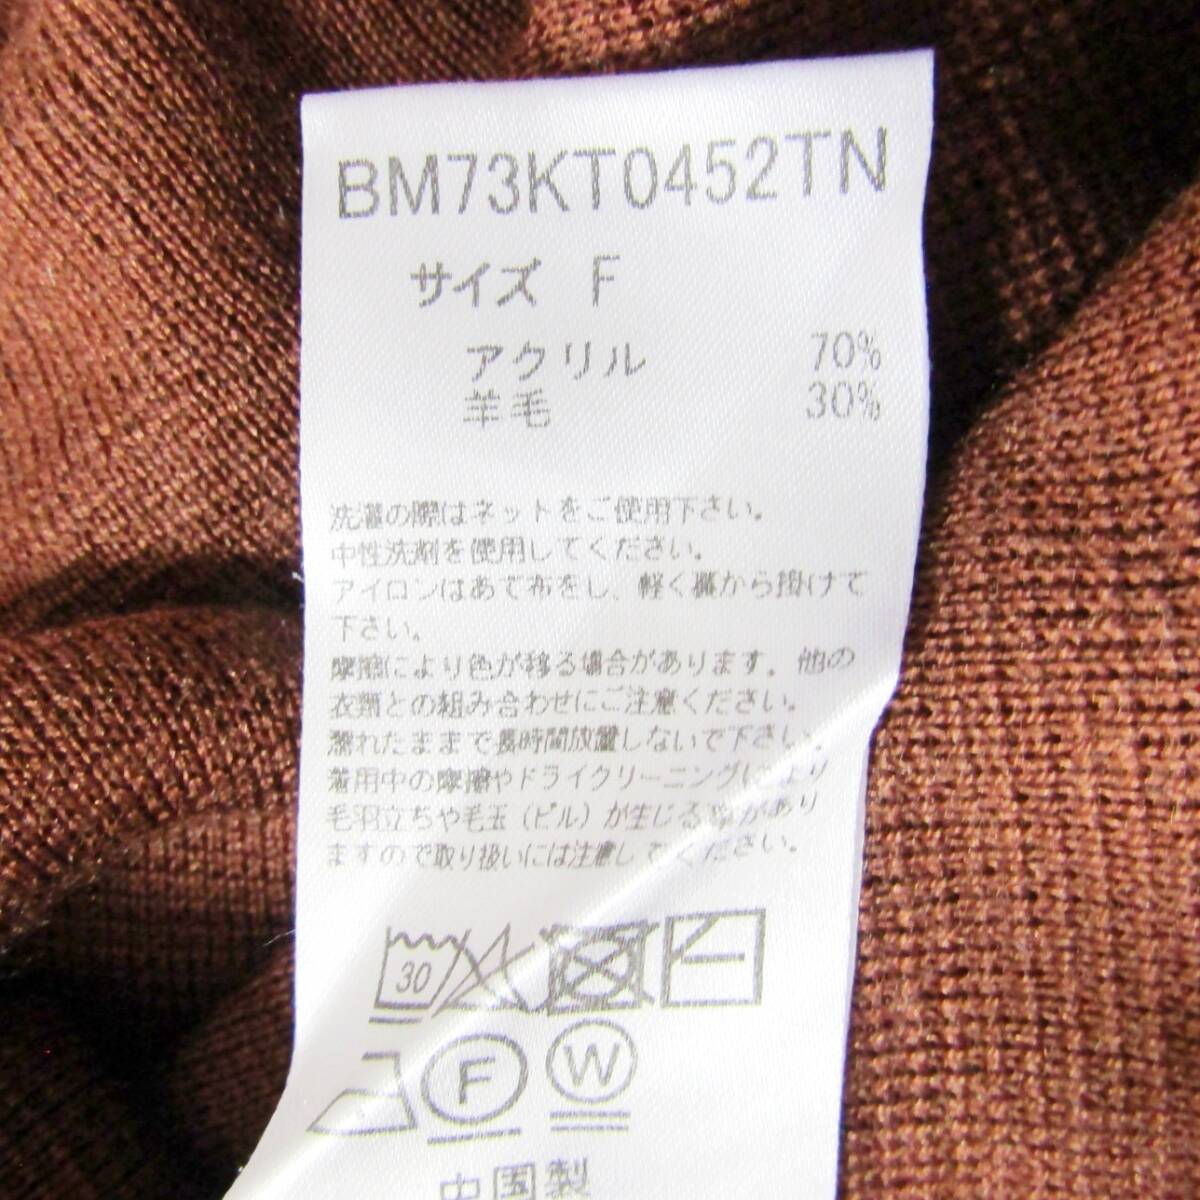 BM73KT0452TN
サイズ F
アクリル 70%
羊毛 30%
洗濯の際はネットをご使用下さい。
中性洗剤を使用してください。
アイロンはあて布をし、軽く裏から掛けて
下さい。
摩擦により色が移る場合があります。他の
衣類との組み合わせにご注意ください。
濡れたままで長時間放置しないで下さい。
着用中の摩擦やドライクリーニングにより
毛羽立ちや毛玉(ピル)が生じる事があり
ますので取り扱いには注意してください。
30
F W
中国製